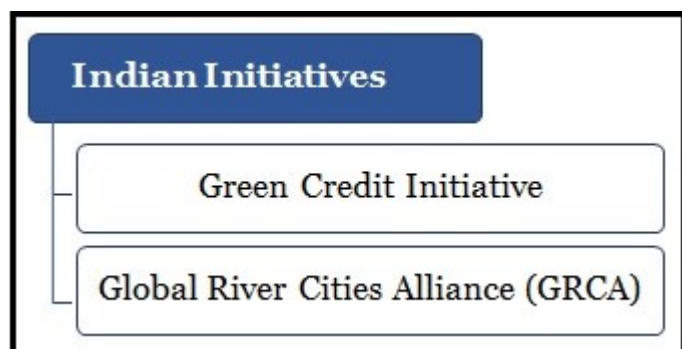 Indian Initiatives
Green Credit Initiative
Global River Cities Alliance (GRCA)